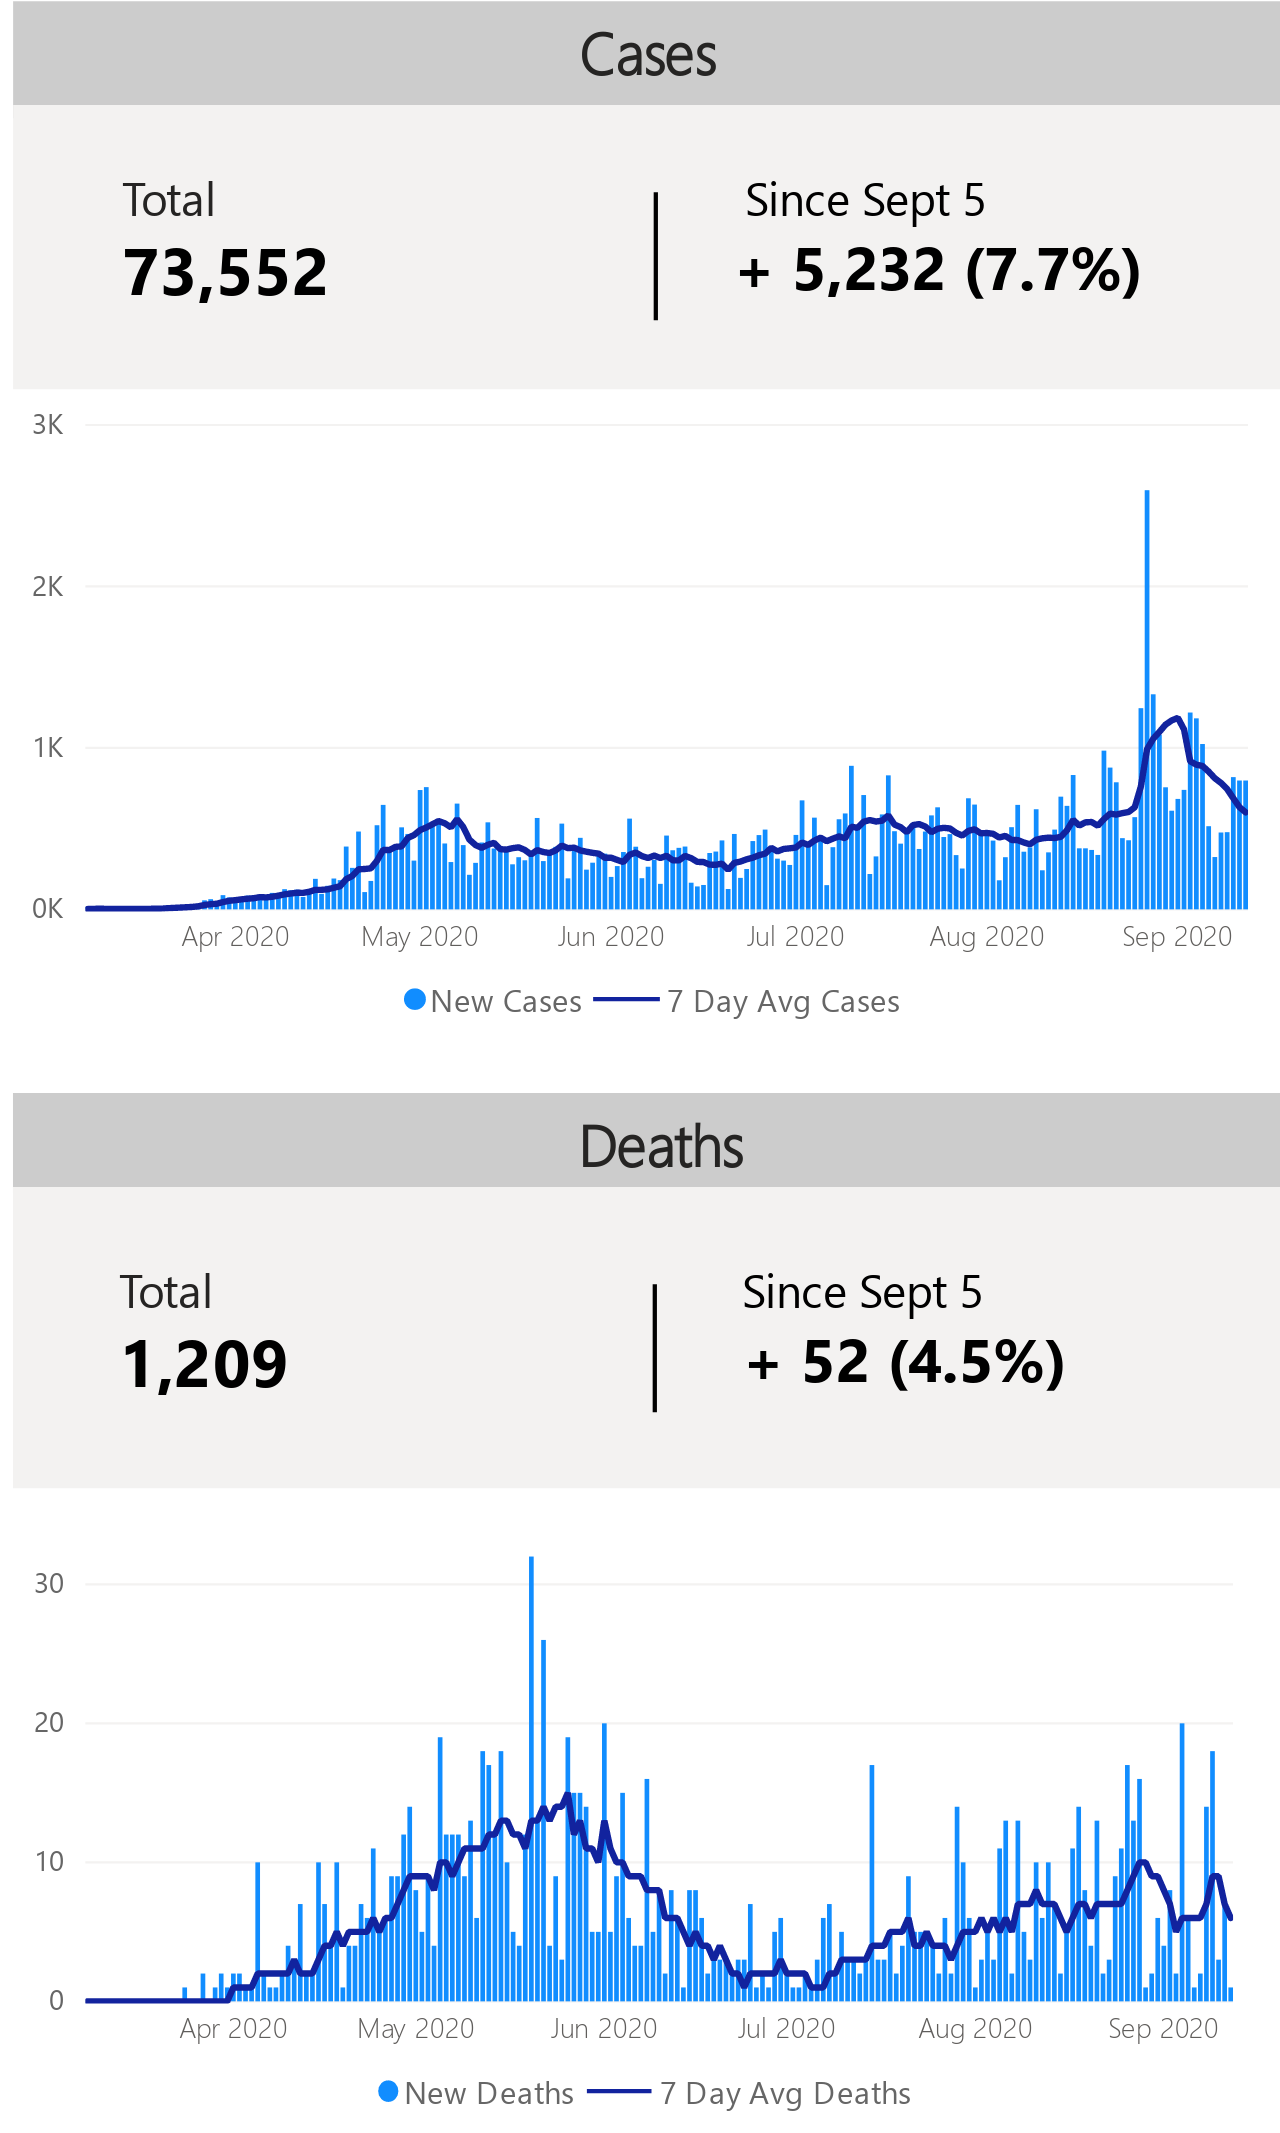 Cases
Total
Since Sept 5
73,552
+ 5,232 (7.7%)
3K
2K
1K
0K
Apr 2020 May 2020 Jun 2020 Jul 2020 Aug 2020 Sep 2020
New Cases 7 Day Avg Cases
Deaths
Total
Since Sept 5
1,209
+ 52 (4.5%)
30
20
10
0
Apr 2020 May 2020 Jun 2020 Jul 2020 Aug 2020 Sep 2020
New Deaths 7 Day Avg Deaths